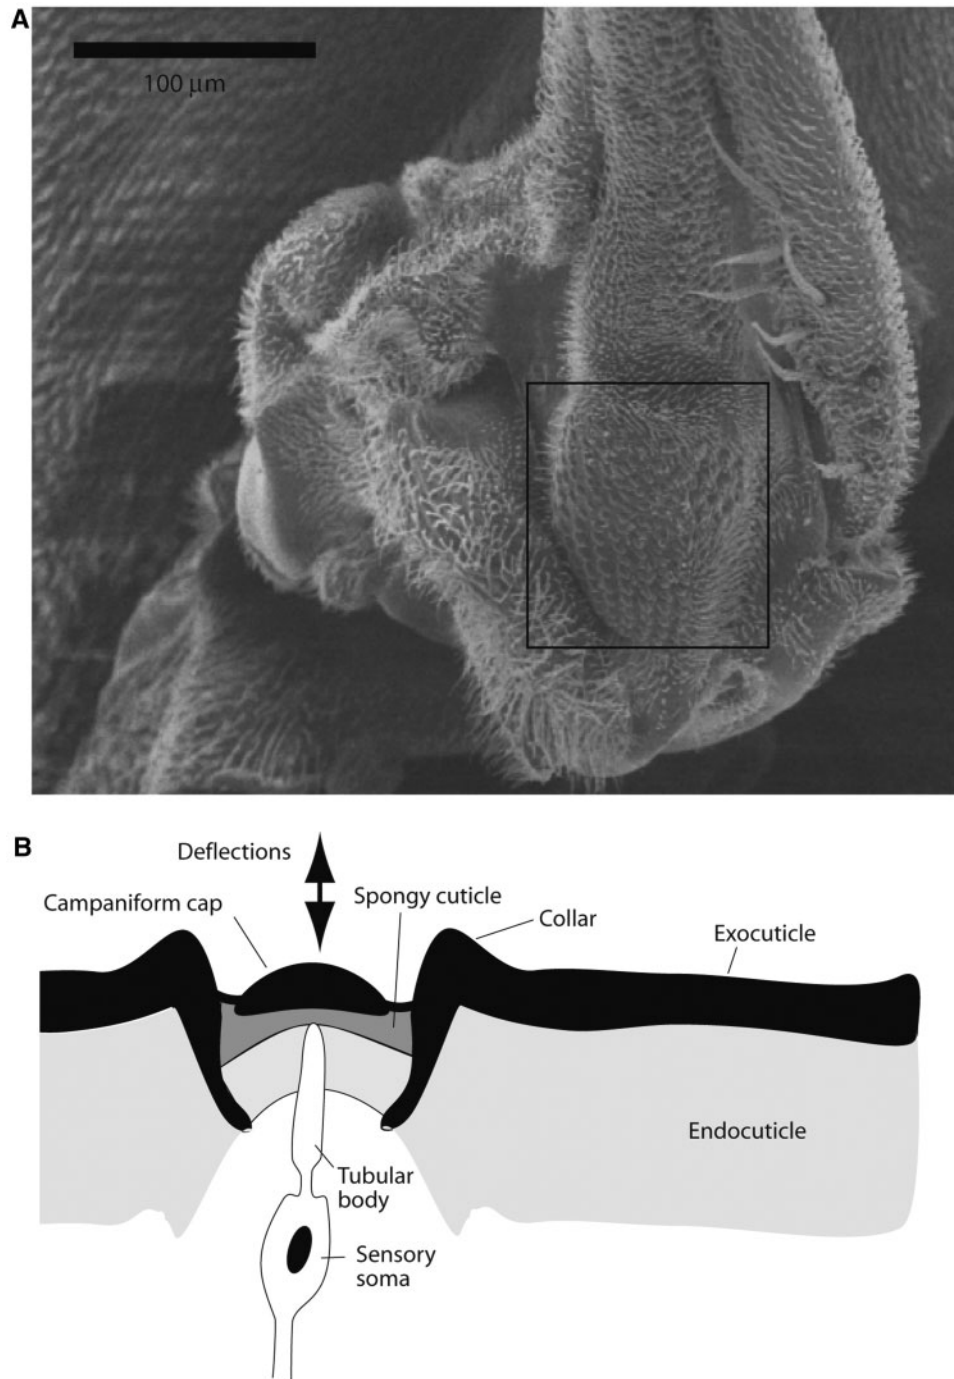 A
100 μm
B
Deflections
Campaniform cap
Spongy cuticle
Collar
Exocuticle
Endocuticle
Tubular
body
Sensory
soma